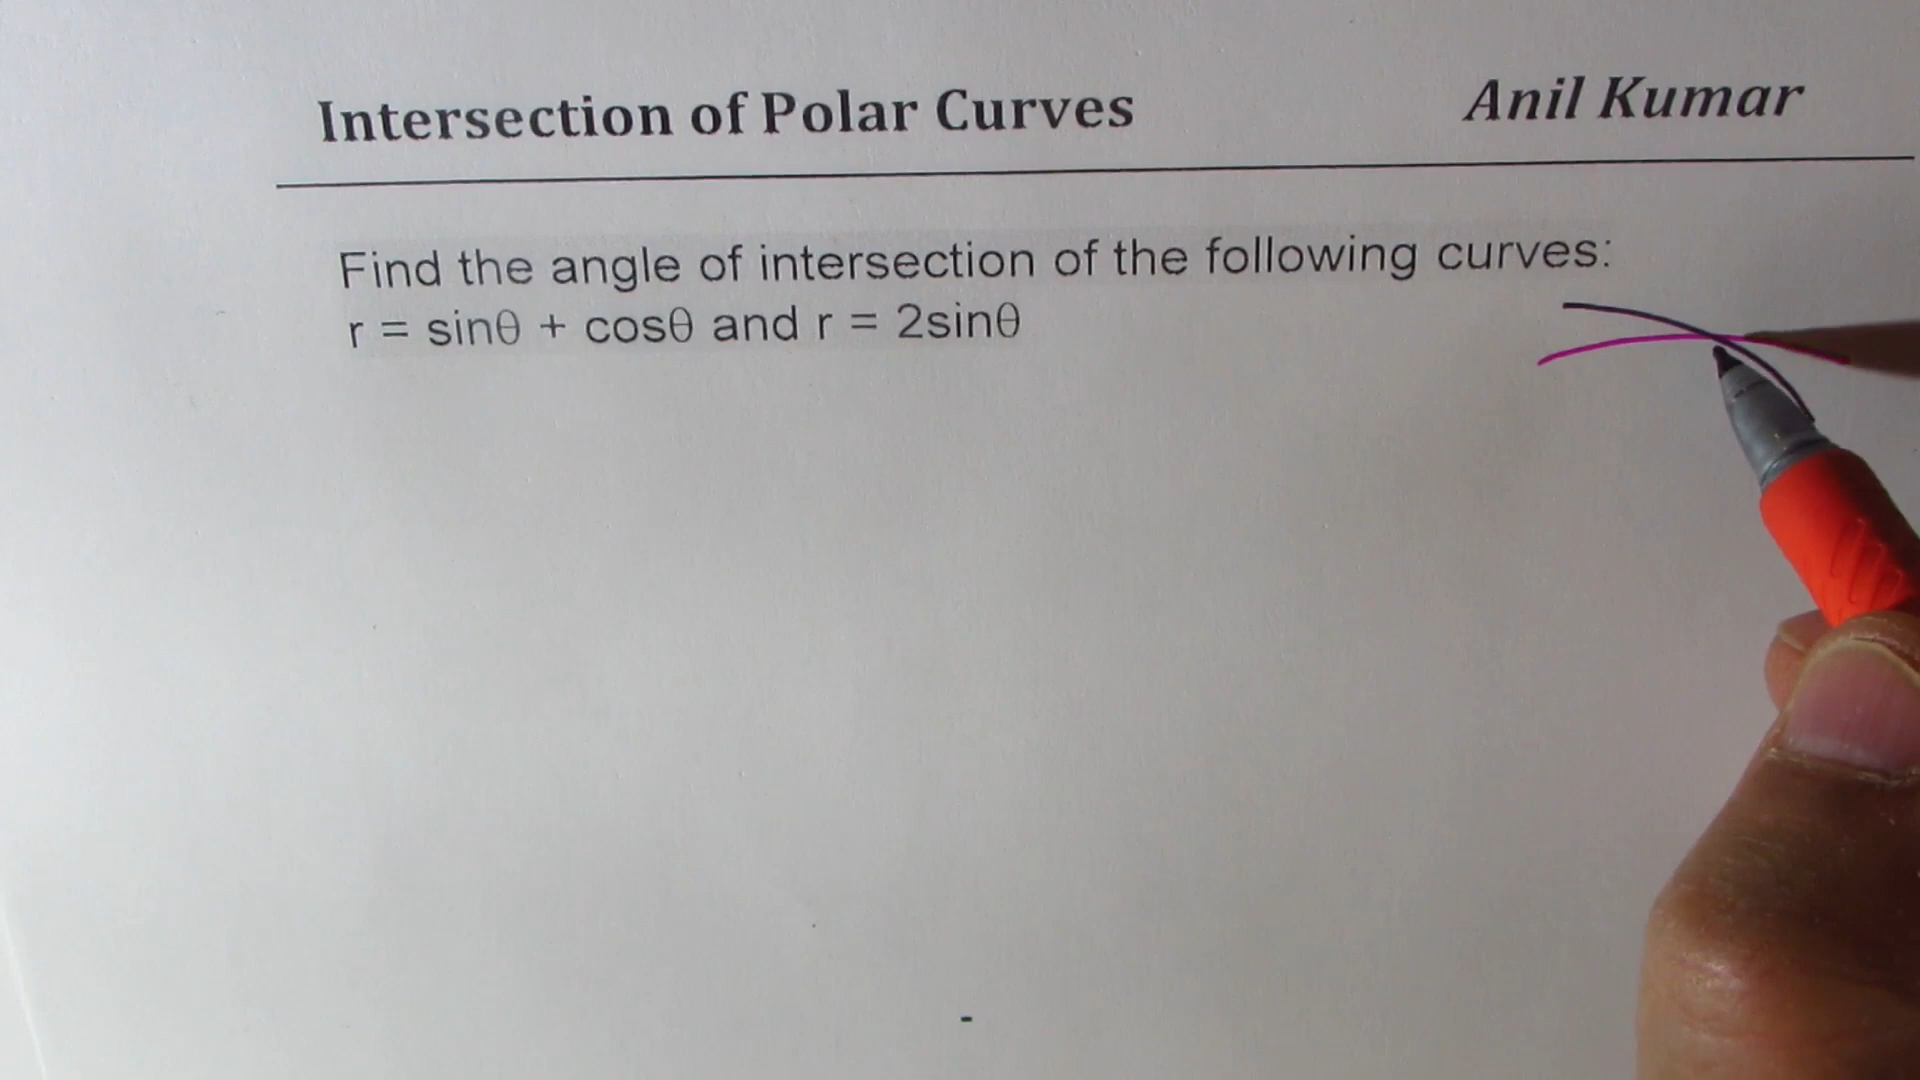 Intersection of Polar Curves
Anil Kumar
Find the angle of intersection of the following curves:
r = sinθ + cosθ and r = 2sinθ